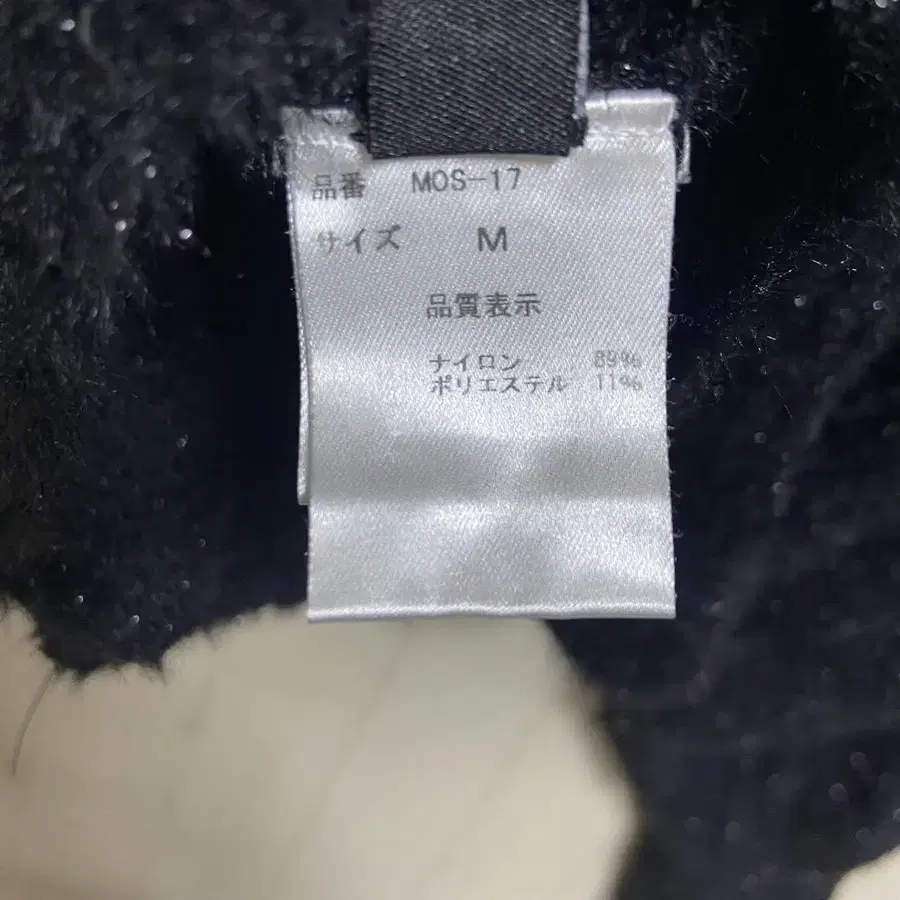 品番 MOS-17
サイズ M
品質表示
ナイロン 89%
ポリエステル 11%